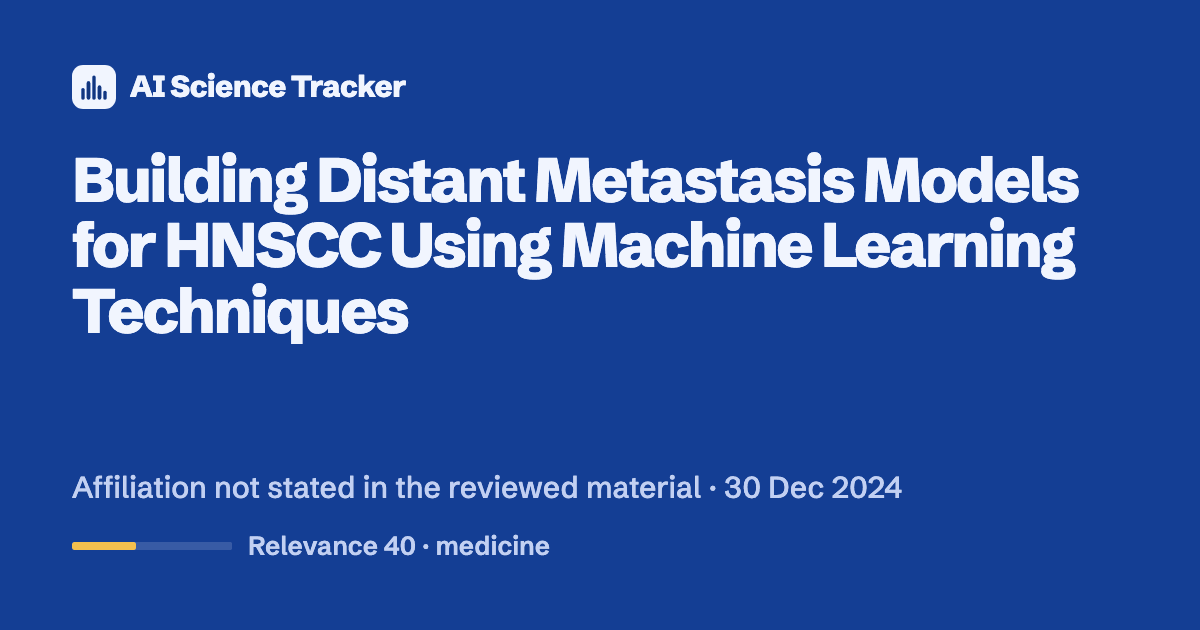 AI Science Tracker
Building Distant Metastasis Models
for HNSCC Using Machine Learning
Techniques
Affiliation not stated in the reviewed material · 30 Dec 2024
Relevance 40 · medicine